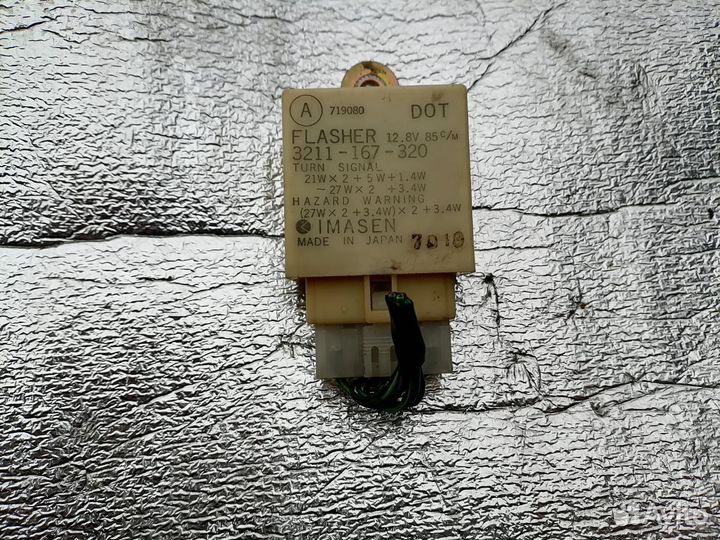 A 719080 DOT
FLASHER 12.8V 85C/M
3211-167-320
TURN SIGNAL
21W×2+5W+1.4W
-27W×2 +3.4W
HAZARD WARNING
(27W×2+3.4W)×2+3.4W
IMASEN
MADE IN JAPAN
Avito